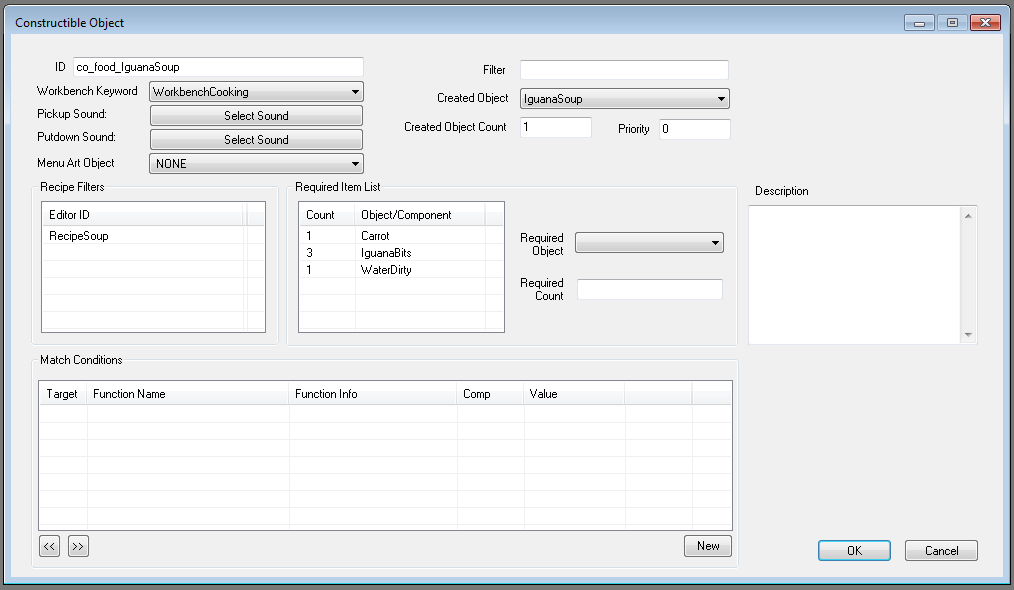 Constructible Object
ID co_food_IguanaSoup
Filter
Workbench Keyword WorkbenchCooking
Created Object IguanaSoup
Pickup Sound: Select Sound
Created Object Count 1 Priority 0
Putdown Sound: Select Sound
Menu Art Object NONE
Recipe Filters
Editor ID
RecipeSoup
Required Item List
Count Object/Component
1 Carrot
3 IguanaBits
1 WaterDirty
Required
Object
Required
Count
Description
Match Conditions
Target Function Name Function Info Comp Value
<< >> New
OK Cancel